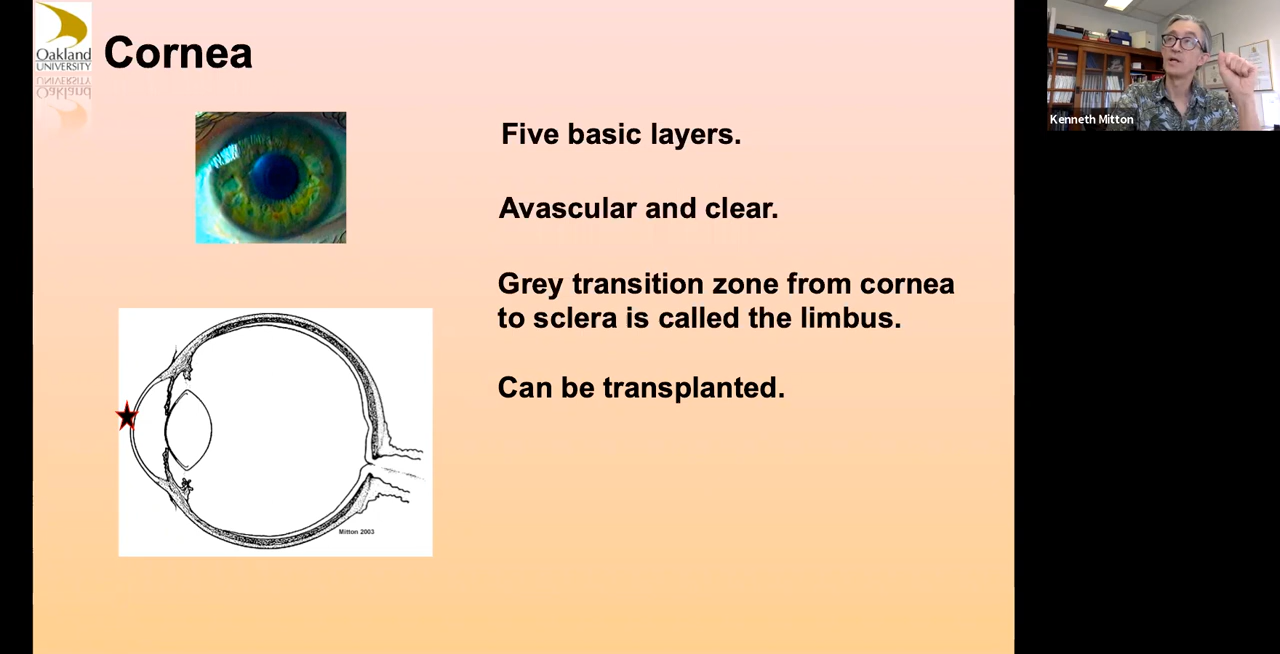 Oakland
UNIVERSITY
Cornea
Five basic layers.
Avascular and clear.
Grey transition zone from cornea
to sclera is called the limbus.
Can be transplanted.
Mitton 2003
Kenneth Mitton